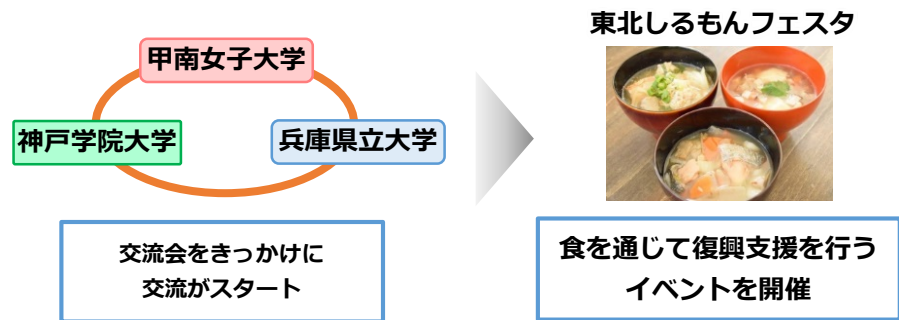 東北しるもんフェスタ
甲南女子大学
神戸学院大学
兵庫県立大学
交流会をきっかけに
交流がスタート
食を通じて復興支援を行う
イベントを開催